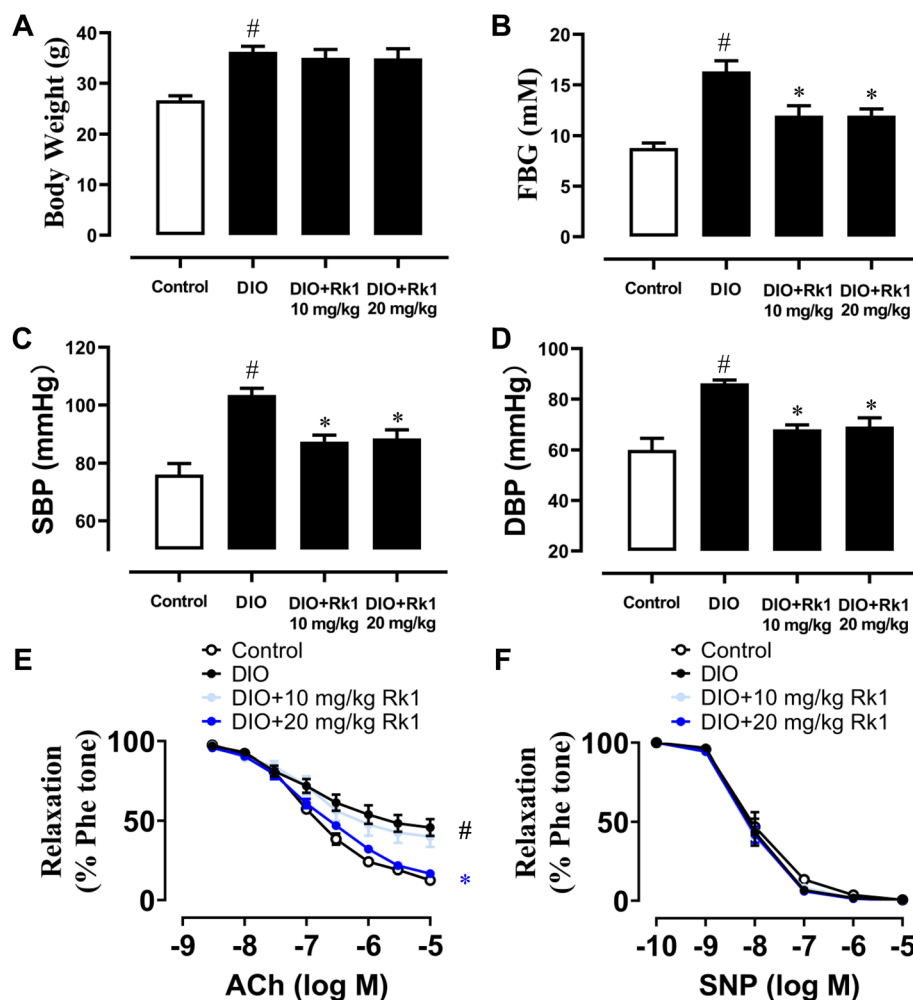 A
Body Weight (g)
40
30
20
10
0
#
Control
DIO
DIO+Rk1
10 mg/kg
DIO+Rk1
20 mg/kg
B
FBG (mM)
20
15
10
5
0
#
*
*
Control
DIO
DIO+Rk1
10 mg/kg
DIO+Rk1
20 mg/kg
C
SBP (mmHg)
120
100
80
60
#
*
*
Control
DIO
DIO+Rk1
10 mg/kg
DIO+Rk1
20 mg/kg
D
DBP (mmHg)
100
80
60
40
20
#
*
*
Control
DIO
DIO+Rk1
10 mg/kg
DIO+Rk1
20 mg/kg
E
Control
DIO
DIO+10 mg/kg Rk1
DIO+20 mg/kg Rk1
Relaxation
(% Phe tone)
100
50
0
#
*
-9 -8 -7 -6 -5
ACh (log M)
F
Control
DIO
DIO+10 mg/kg Rk1
DIO+20 mg/kg Rk1
Relaxation
(% Phe tone)
100
50
0
-10 -9 -8 -7 -6 -5
SNP (log M)